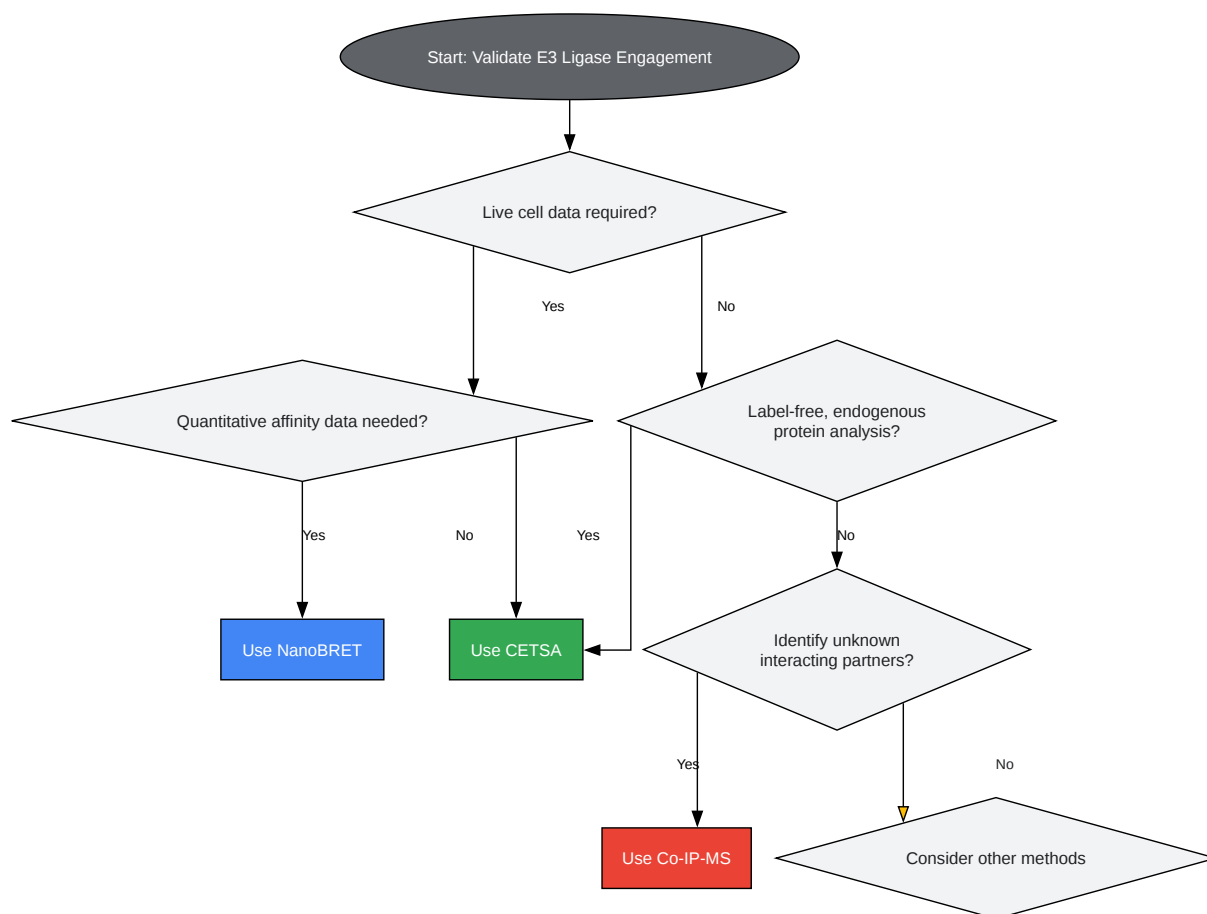 Start: Validate E3 Ligase Engagement
Live cell data required?
Yes
No
Quantitative affinity data needed?
Label-free, endogenous
protein analysis?
Yes
No
Yes
No
Use NanoBRET
Use CETSA
Identify unknown
interacting partners?
Yes
No
Use Co-IP-MS
Consider other methods